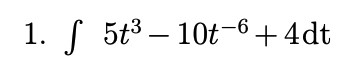 1. ∫ 5t³ – 10t⁻⁶ + 4dt